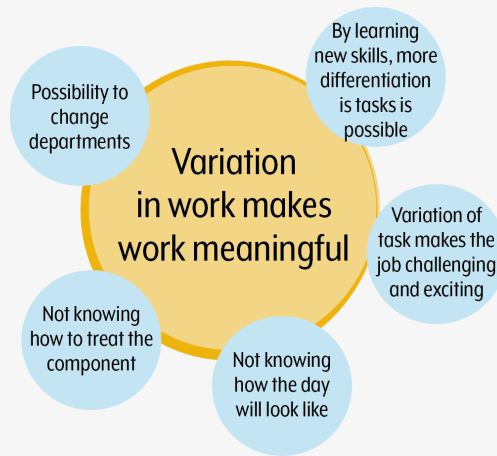 By learning
new skills, more
differentiation
is tasks is
possible
Possibility to
change
departments
Variation
in work makes
work meaningful
Variation of
task makes the
job challenging
and exciting
Not knowing
how to treat the
component
Not knowing
how the day
will look like